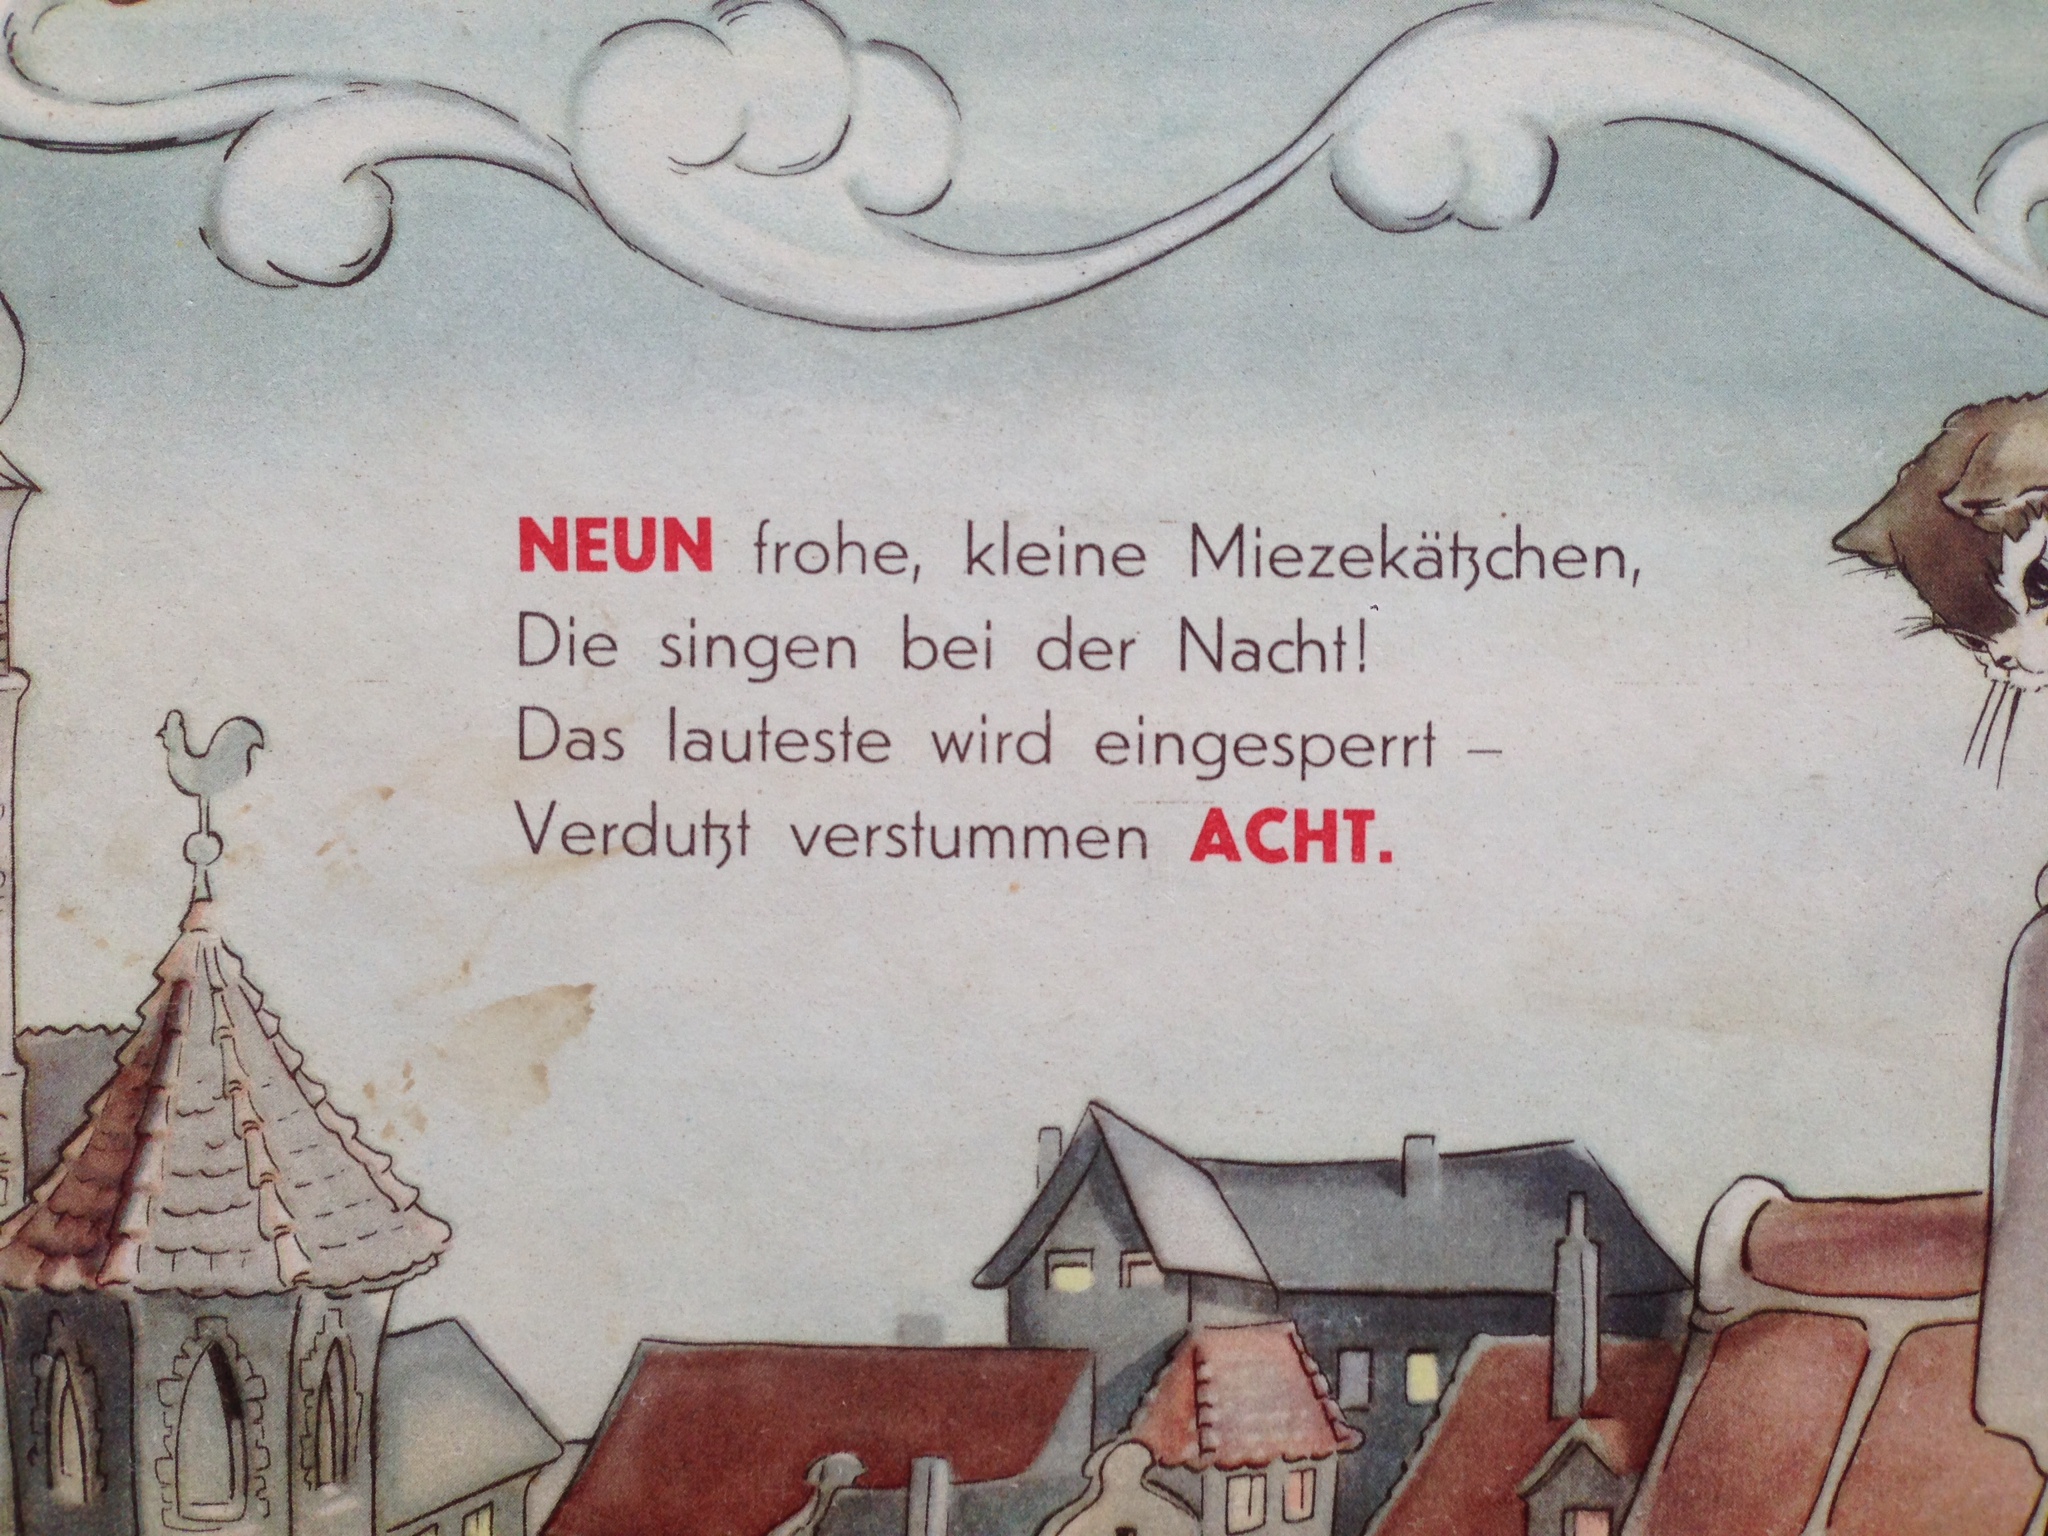 NEUN frohe, kleine Miezekätzchen,
Die singen bei der Nacht!
Das lauteste wird eingesperrt –
Verdutzt verstummen ACHT.